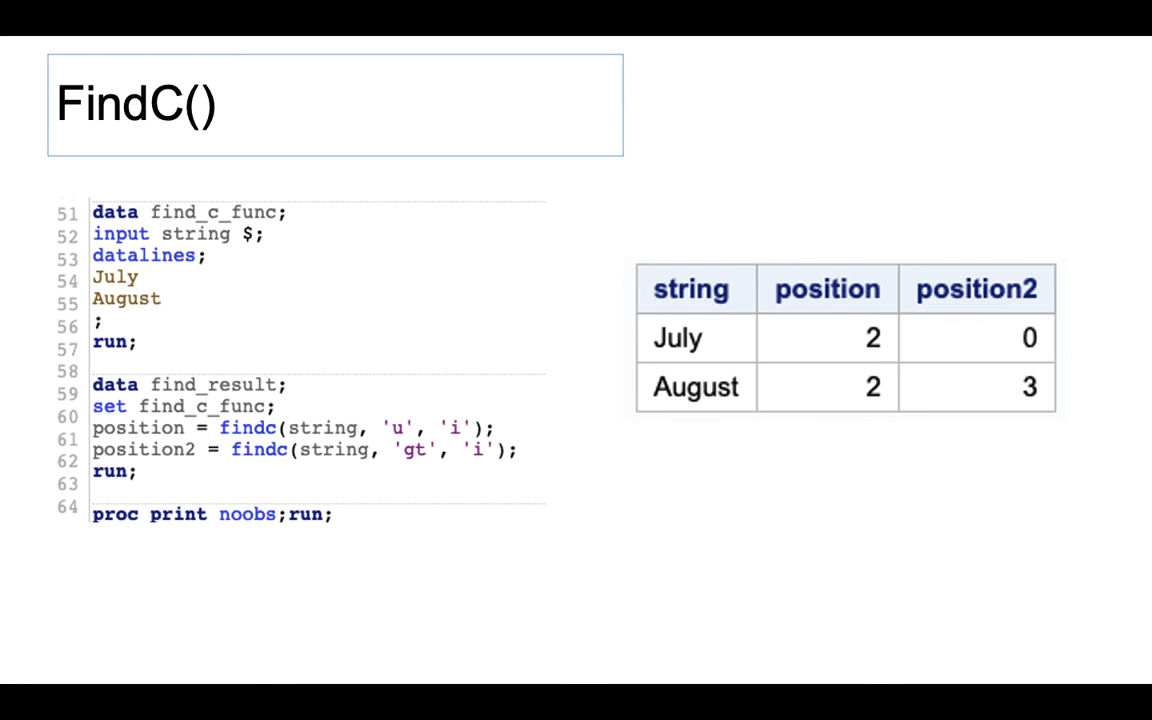 FindC()
51 data find_c_func;
52 input string $;
53 datalines;
54 July
55 August
56 ;
57 run;
58
59 data find_result;
60 set find_c_func;
61 position = findc(string, 'u', 'i');
62 position2 = findc(string, 'gt', 'i');
63 run;
64 proc print noobs;run;
string position position2
July 2 0
August 2 3